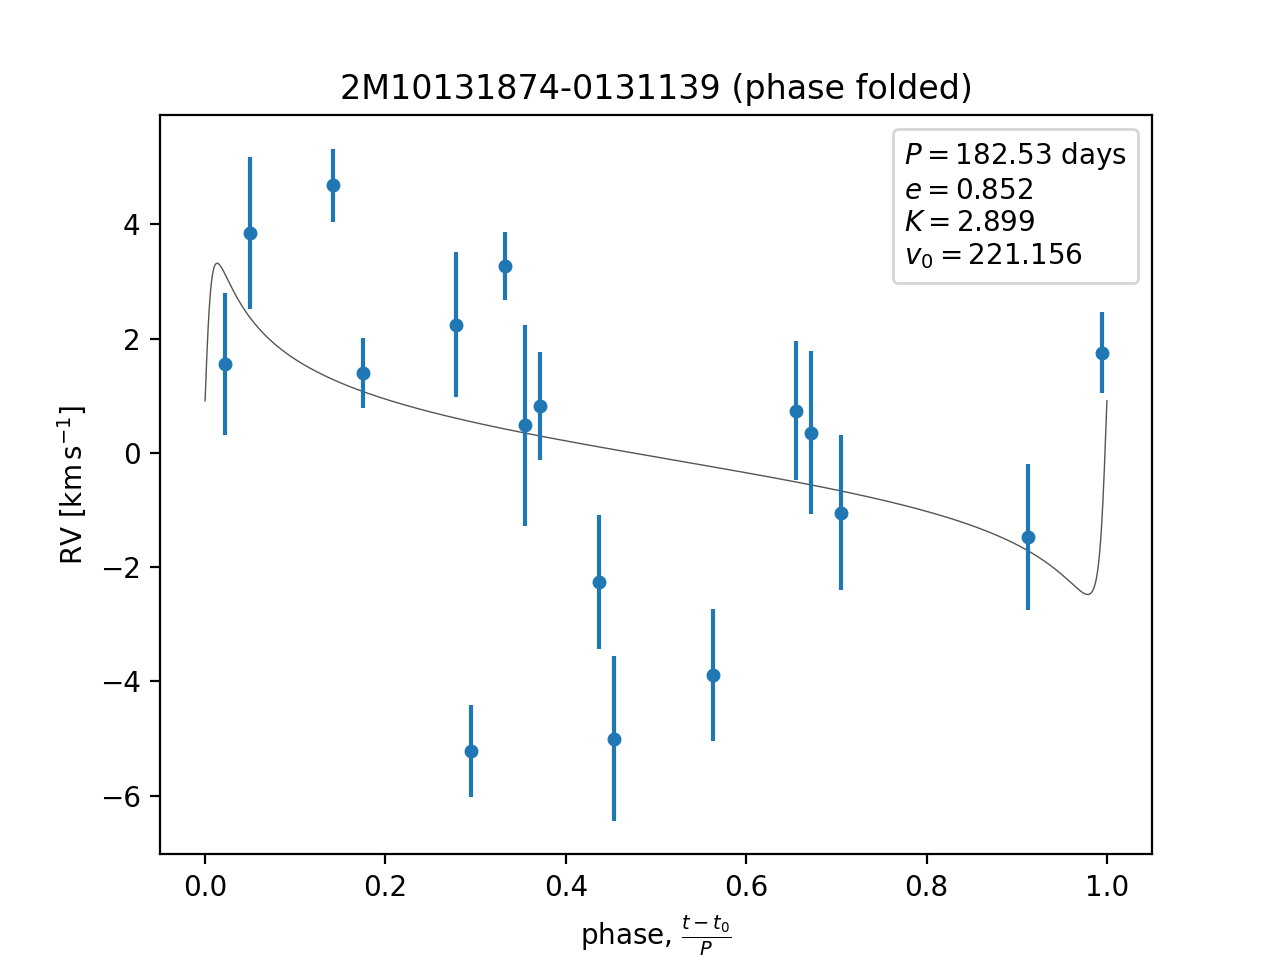 2M10131874-0131139 (phase folded)
P = 182.53 days
e = 0.852
K = 2.899
v₀ = 221.156
RV [km s⁻¹]
4
2
0
−2
−4
−6
0.0 0.2 0.4 0.6 0.8 1.0
phase, (t − t₀)/P